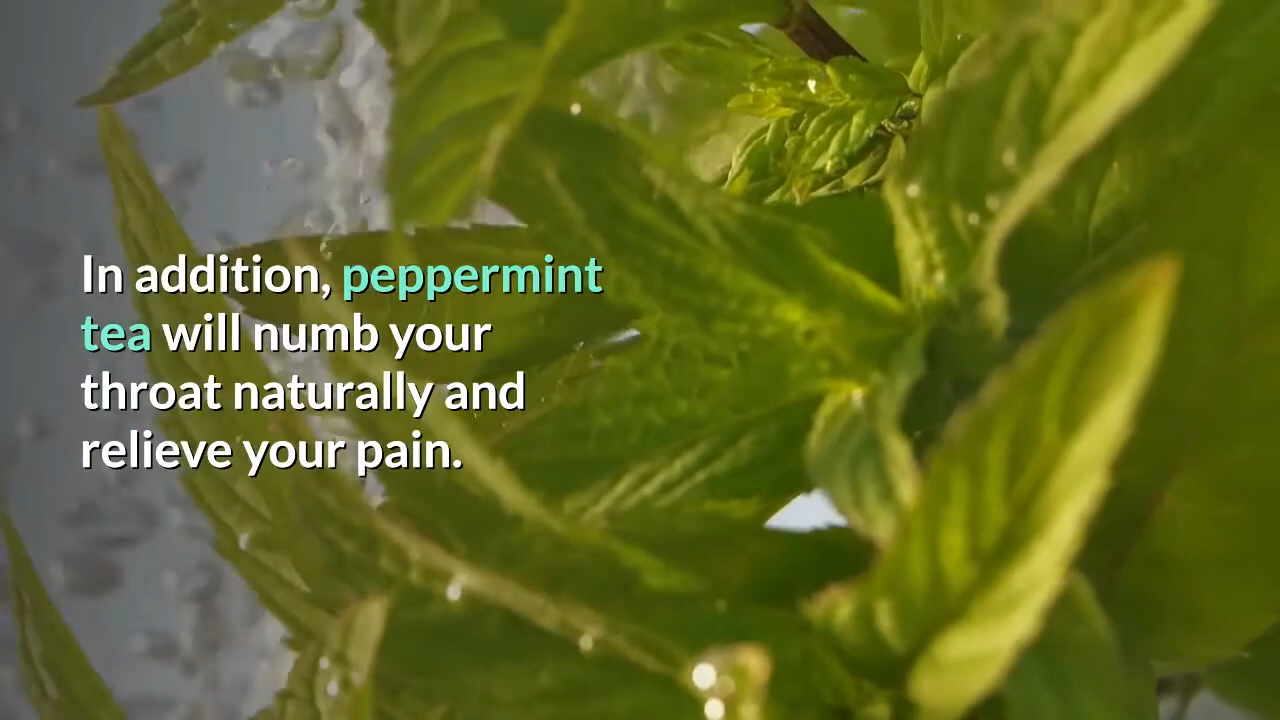 In addition, peppermint
tea will numb your
throat naturally and
relieve your pain.